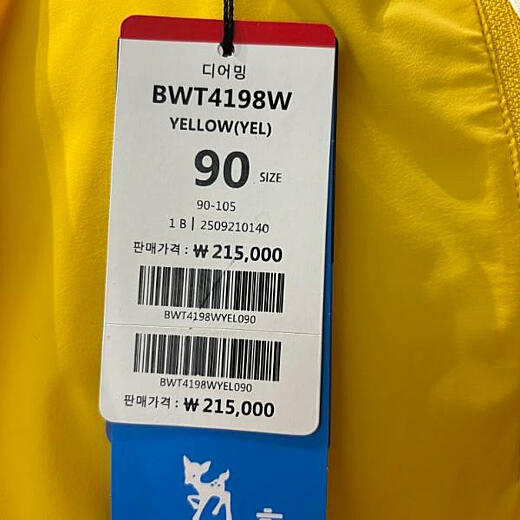 디어밍
BWT4198W
YELLOW(YEL)
90 SIZE
90-105
1 B | 2509210140
판매가격 : ₩ 215,000
BWT4198WYEL090
BWT4198WYEL090
판매가격 : ₩ 215,000